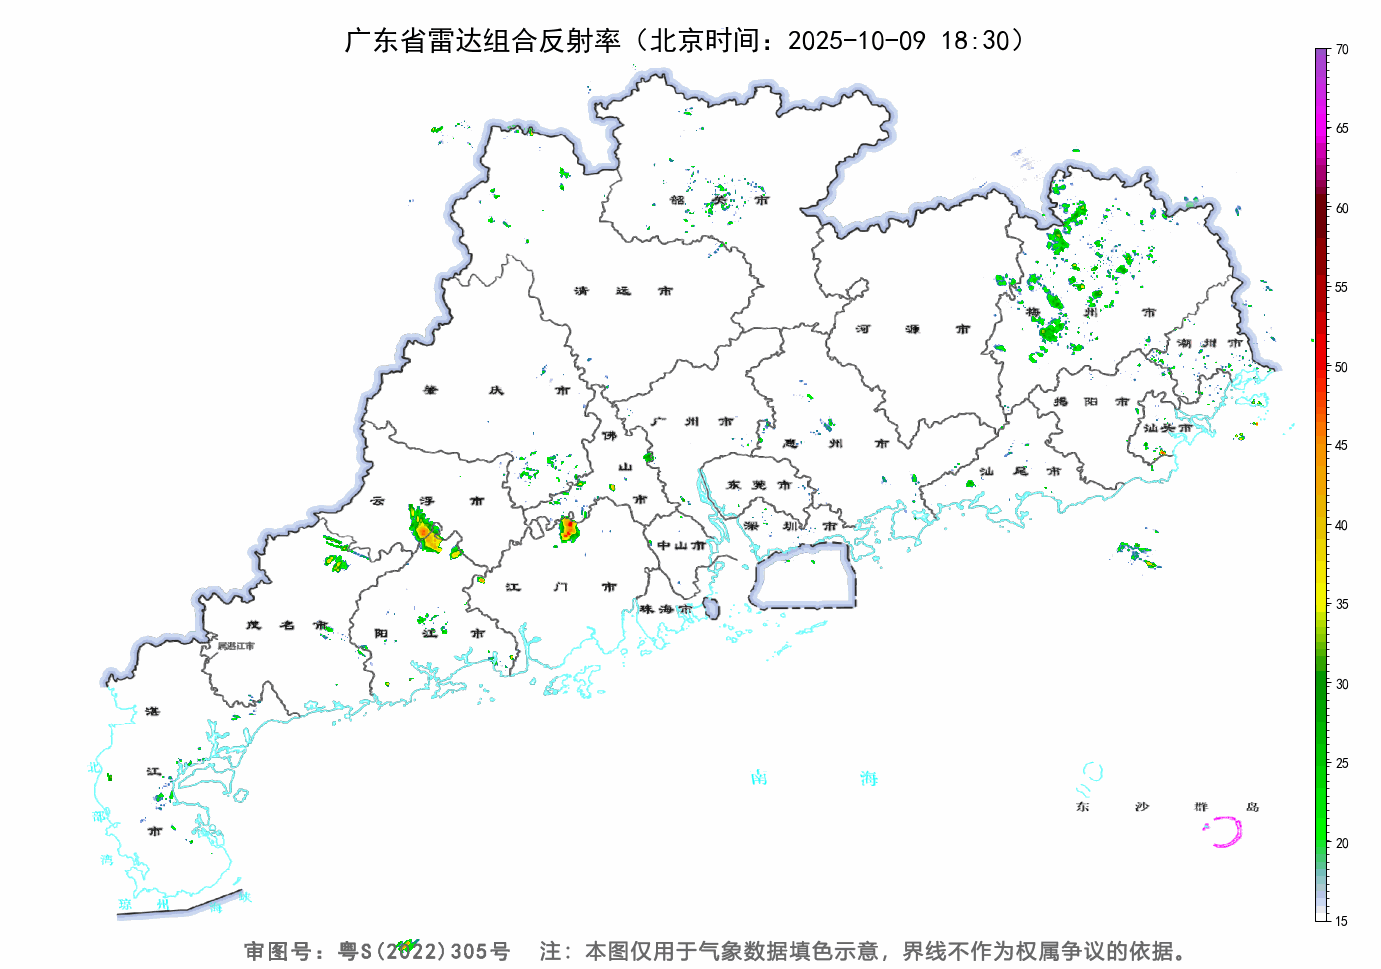 广东省雷达组合反射率（北京时间：2025-10-09 18:30）
70
65
60
55
50
45
40
35
30
25
20
15
韶关市
清远市
河源市
梅州市
潮州市
肇庆市
广州市
揭阳市
汕头市
佛山市
惠州市
汕尾市
云浮市
东莞市
深圳市
中山市
江门市
珠海市
茂名市
阳江市
属湛江市
湛江市
北部湾
南海
东沙群岛
琼州海峡
审图号：粤S(2022)305号 注：本图仅用于气象数据填色示意，界线不作为权属争议的依据。